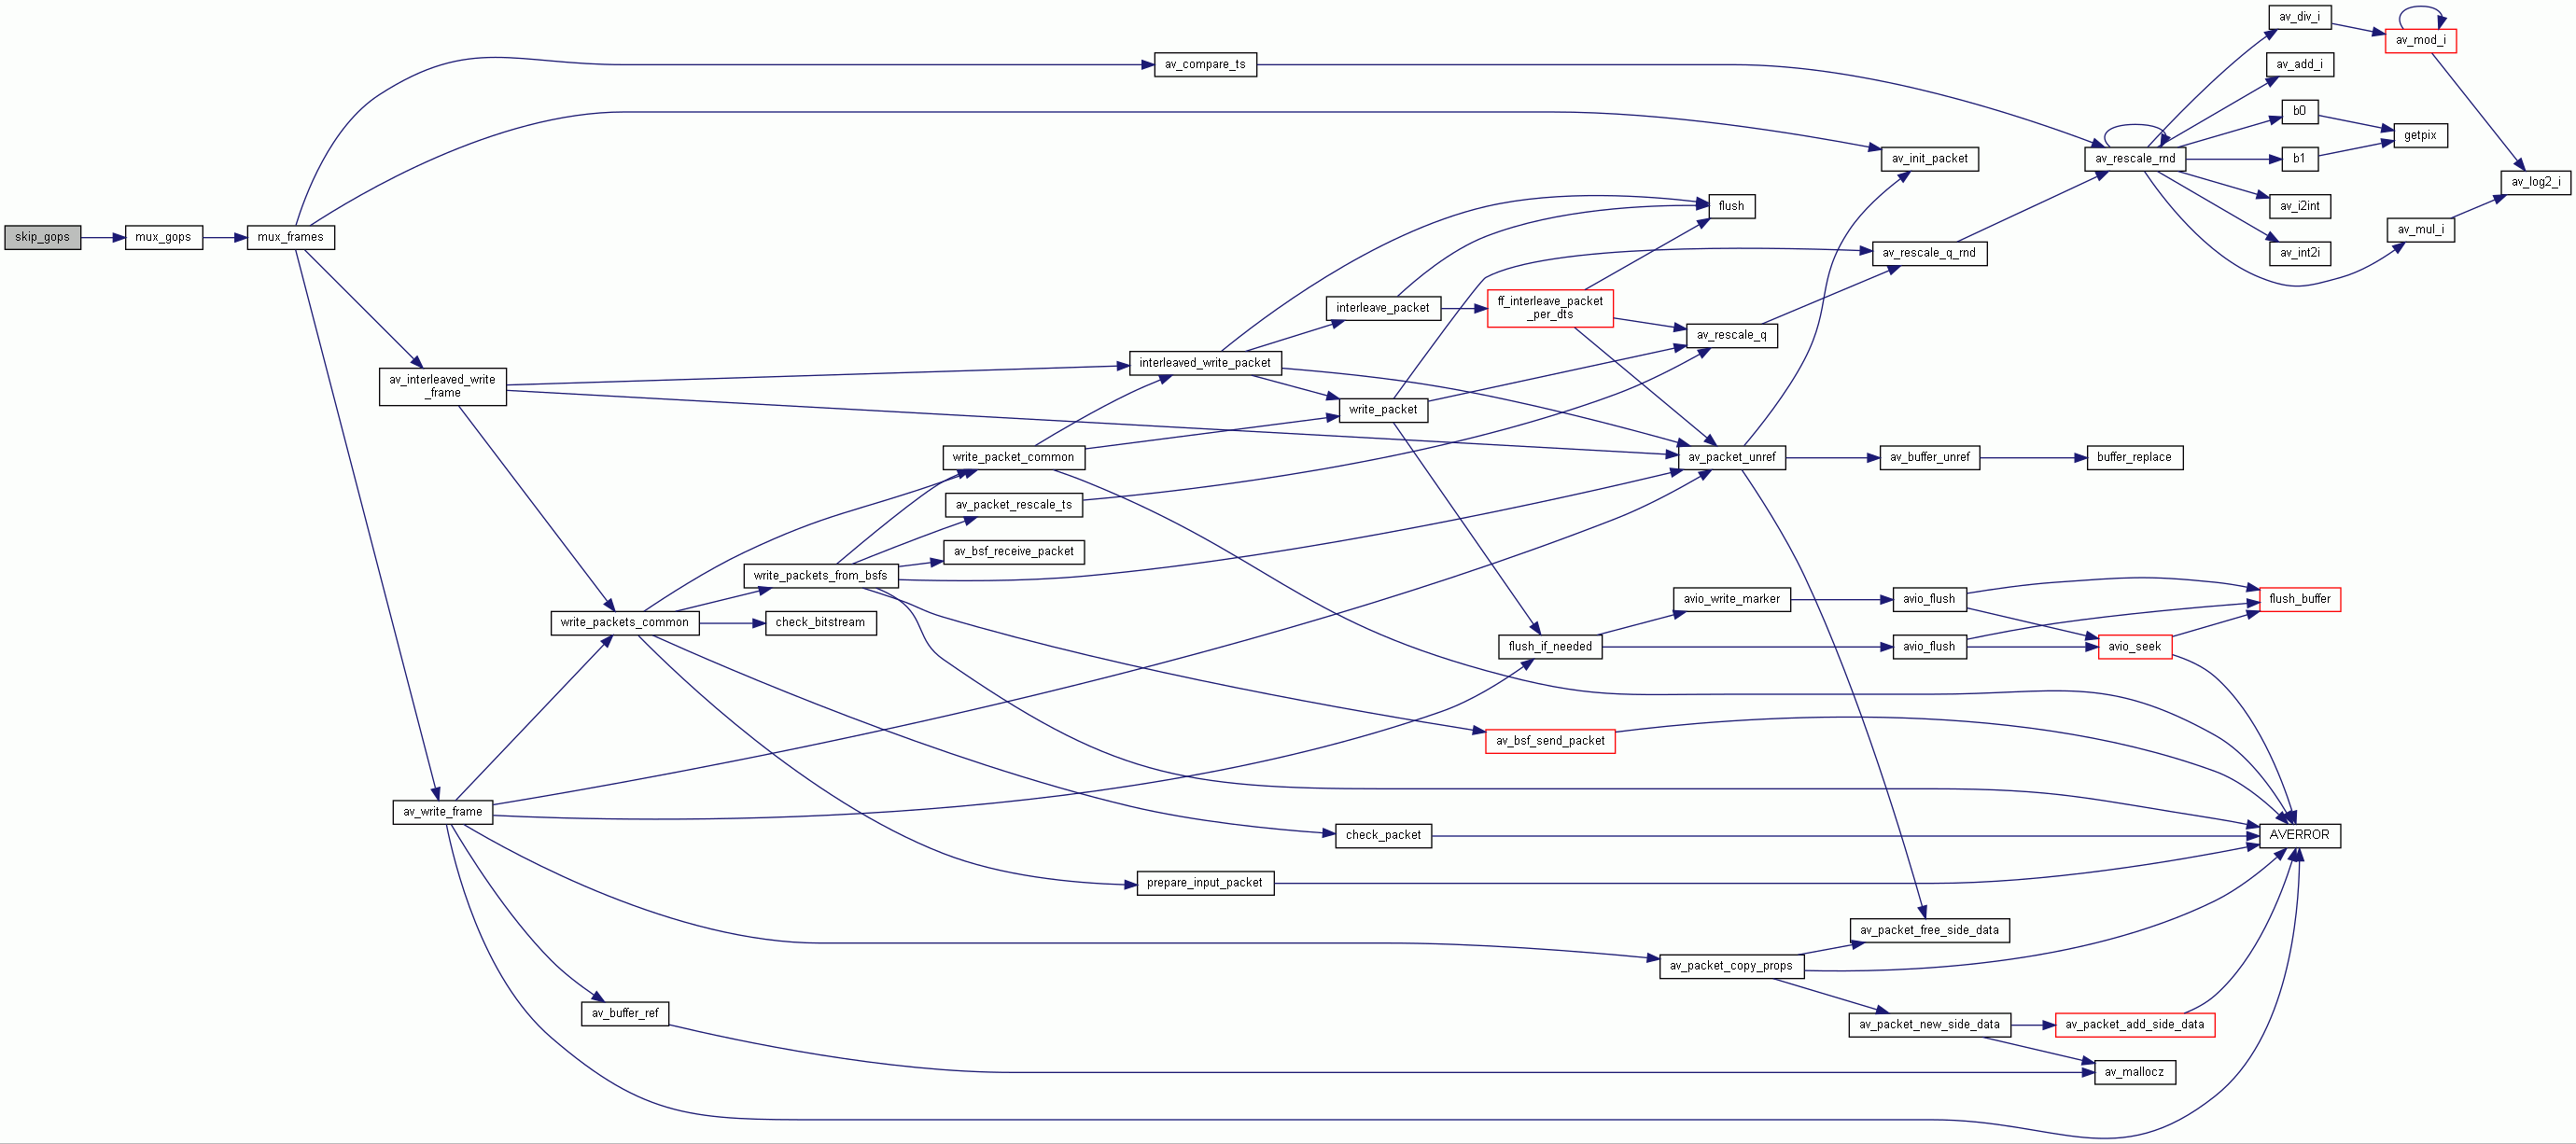 av_div_i
av_mod_i
av_compare_ts
av_add_i
b0
getpix
av_init_packet
av_rescale_rnd
b1
av_log2_i
flush
av_i2int
skip_gops
mux_gops
mux_frames
av_mul_i
av_rescale_q_rnd
av_int2i
interleave_packet
ff_interleave_packet
_per_dts
av_rescale_q
interleaved_write_packet
av_interleaved_write
_frame
write_packet
write_packet_common
av_packet_unref
av_buffer_unref
buffer_replace
av_packet_rescale_ts
av_bsf_receive_packet
write_packets_from_bsfs
avio_write_marker
avio_flush
flush_buffer
write_packets_common
check_bitstream
flush_if_needed
avio_flush
avio_seek
av_bsf_send_packet
av_write_frame
check_packet
AVERROR
prepare_input_packet
av_packet_free_side_data
av_packet_copy_props
av_buffer_ref
av_packet_new_side_data
av_packet_add_side_data
av_mallocz